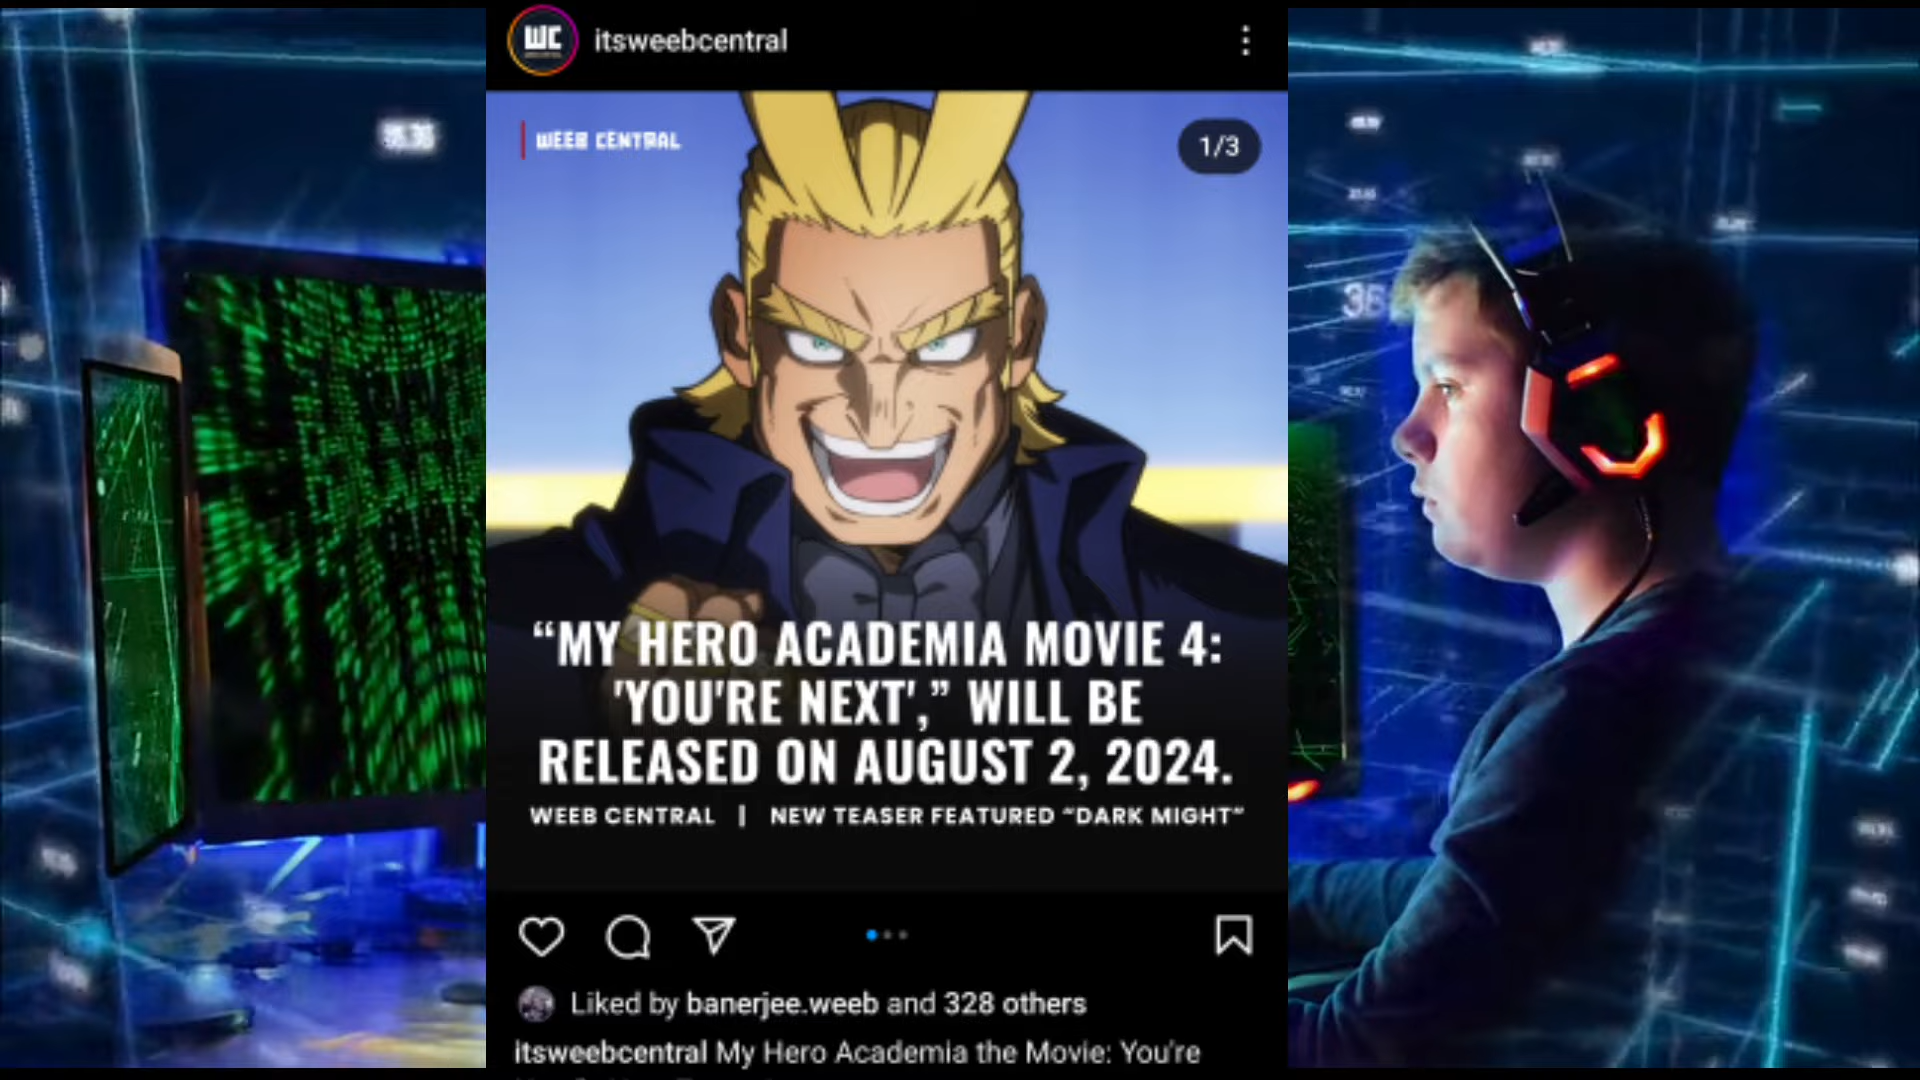 WC
itsweebcentral
WEEB CENTRAL
1/3
“MY HERO ACADEMIA MOVIE 4:
'YOU'RE NEXT',” WILL BE
RELEASED ON AUGUST 2, 2024.
WEEB CENTRAL | NEW TEASER FEATURED “DARK MIGHT”
Liked by banerjee.weeb and 328 others
itsweebcentral My Hero Academia the Movie: You're